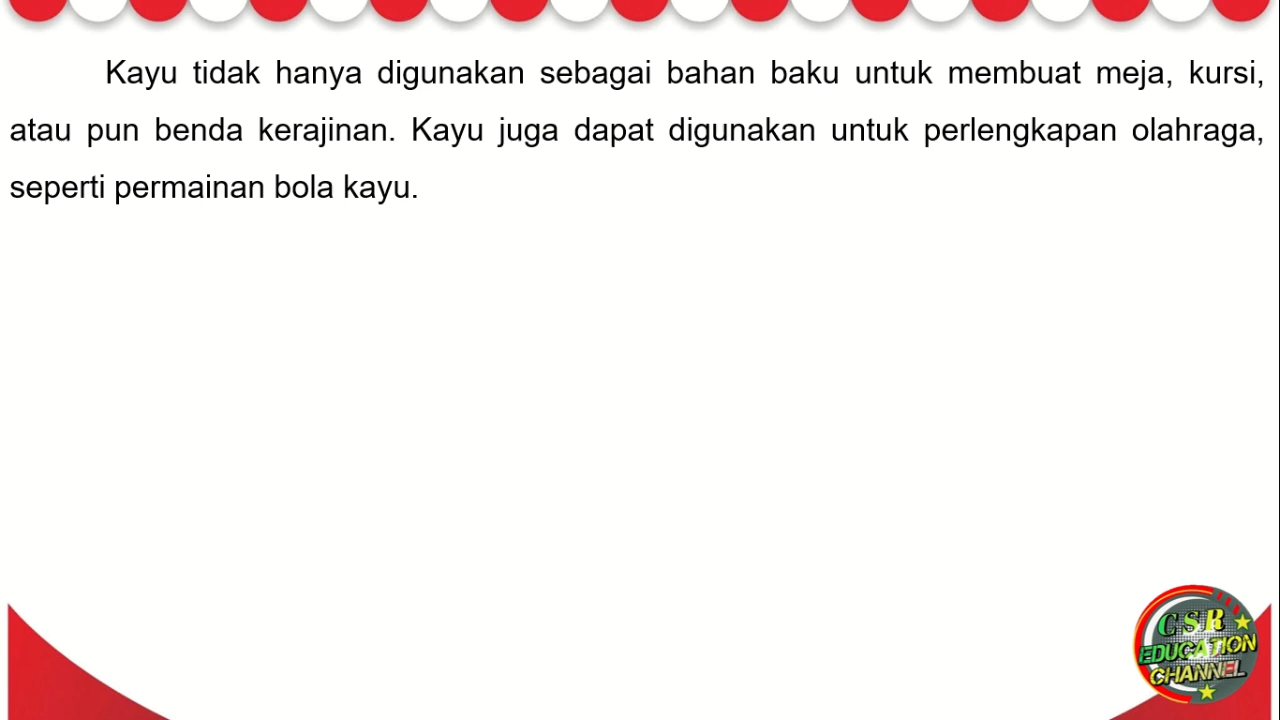 Kayu tidak hanya digunakan sebagai bahan baku untuk membuat meja, kursi,
atau pun benda kerajinan. Kayu juga dapat digunakan untuk perlengkapan olahraga,
seperti permainan bola kayu.
CSR
EDUCATION
CHANNEL